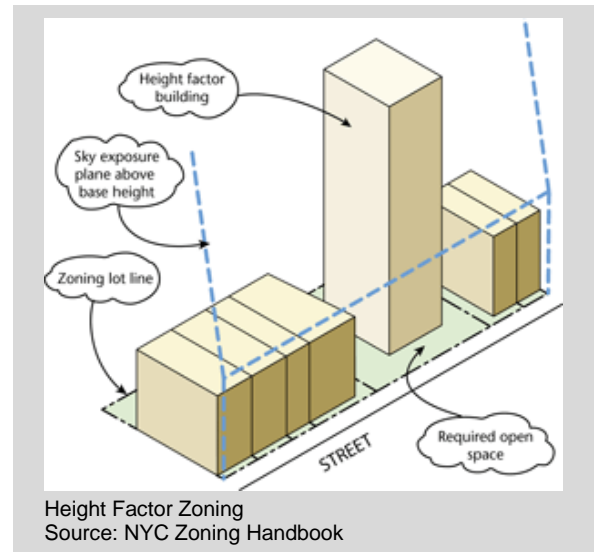 Height factor
building
Sky exposure
plane above
base height
Zoning lot line
STREET
Required open
space
Height Factor Zoning
Source: NYC Zoning Handbook